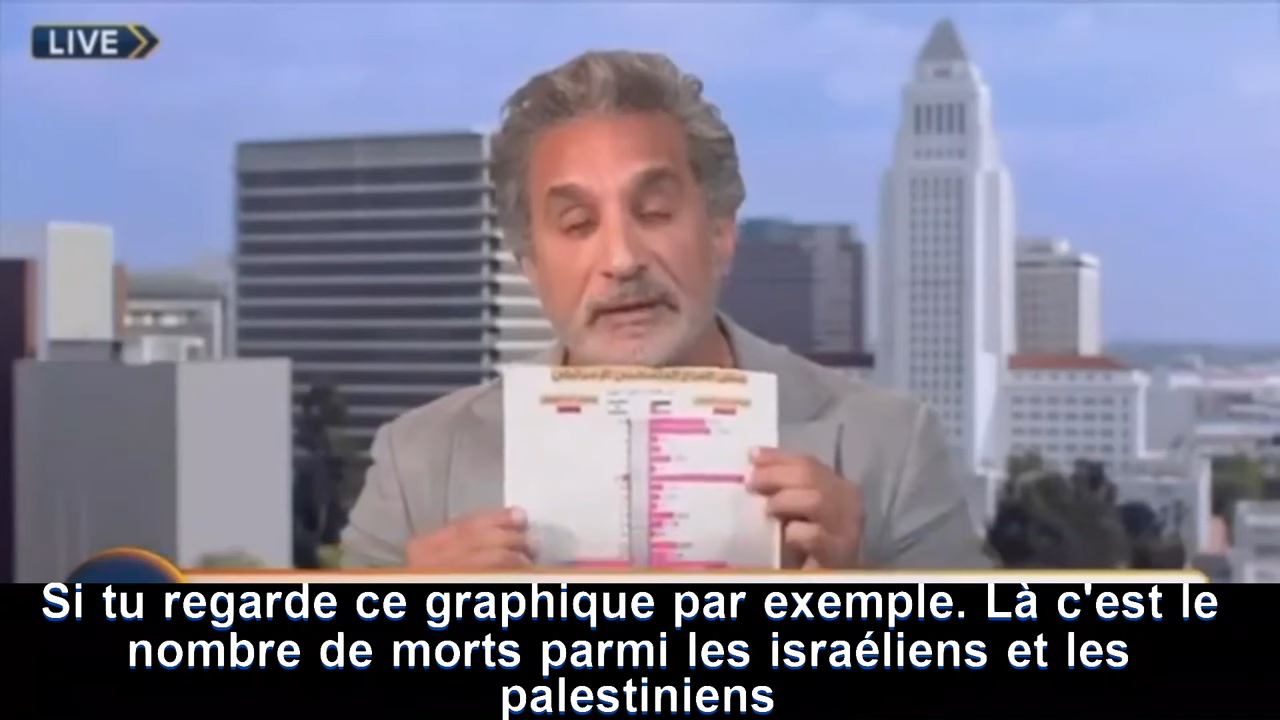 LIVE
Si tu regarde ce graphique par exemple. Là c'est le
nombre de morts parmi les israéliens et les
palestiniens